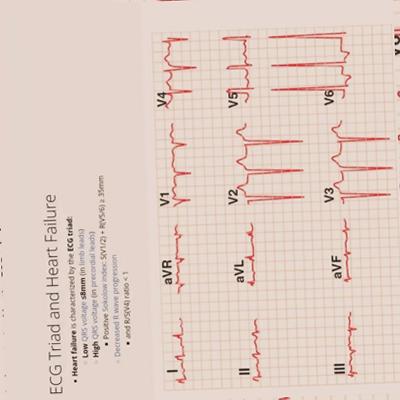 ECG Triad and Heart Failure
• Heart failure is characterized by the ECG triad:
○ Low QRS voltage ≤8mm (in limb leads)
○ High QRS voltage (in precordial leads)
• Positive Sokolow index: S(V1/2) + R(V5/6) ≥ 35mm
○ Decreased R wave progression
• and R/S(V4) ratio < 1
I
aVR
V1
V4
II
aVL
V2
V5
III
aVF
V3
V6